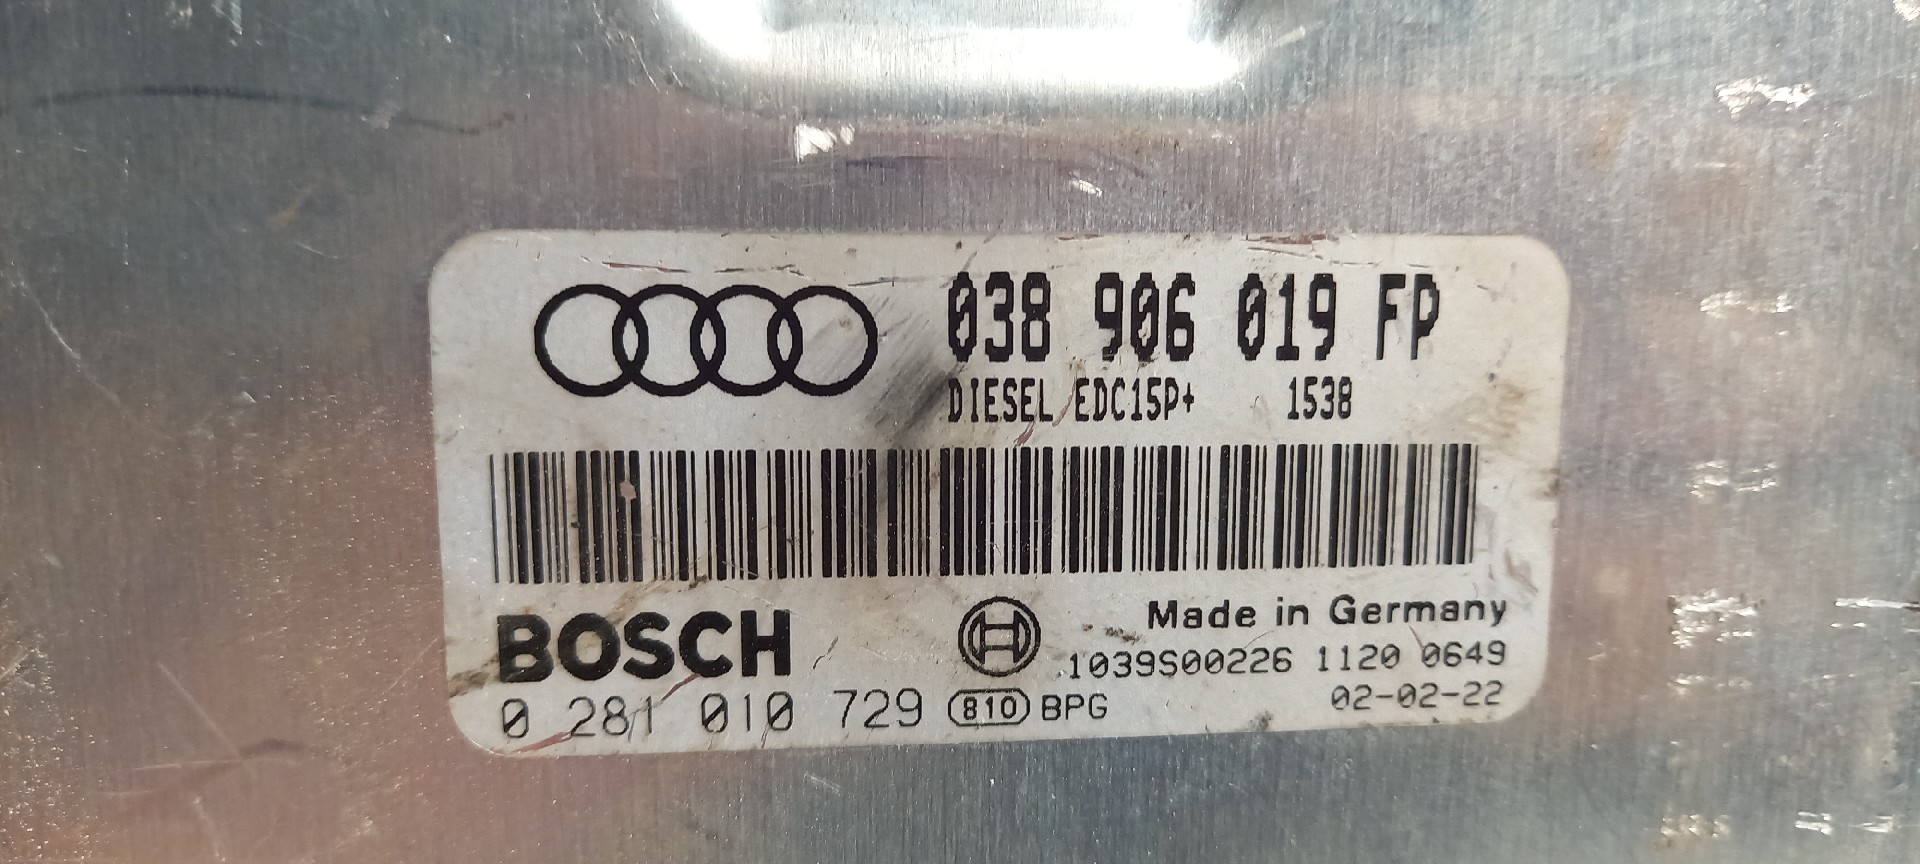 038 906 019 FP
DIESEL EDC15P+ 1538
BOSCH
Made in Germany
1039S00226 1120 0649
0 281 010 729 810 BPG
02-02-22